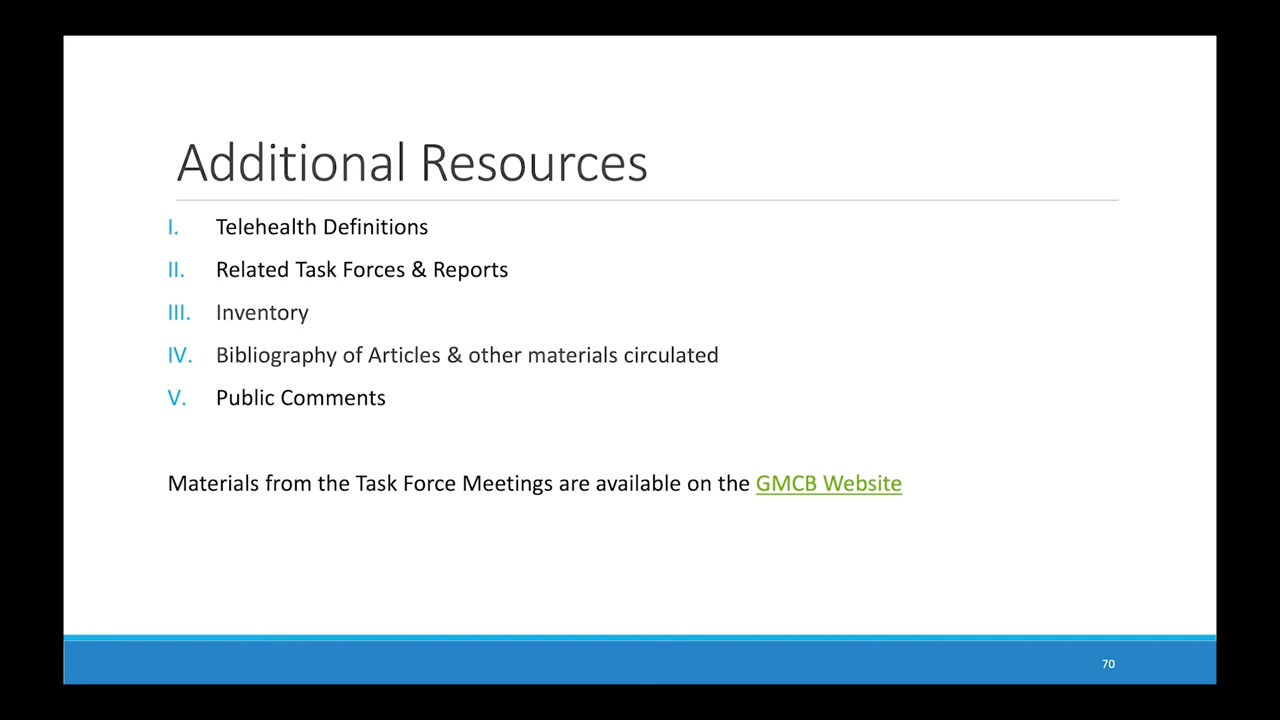 Additional Resources
I. Telehealth Definitions
II. Related Task Forces & Reports
III. Inventory
IV. Bibliography of Articles & other materials circulated
V. Public Comments
Materials from the Task Force Meetings are available on the GMCB Website
70